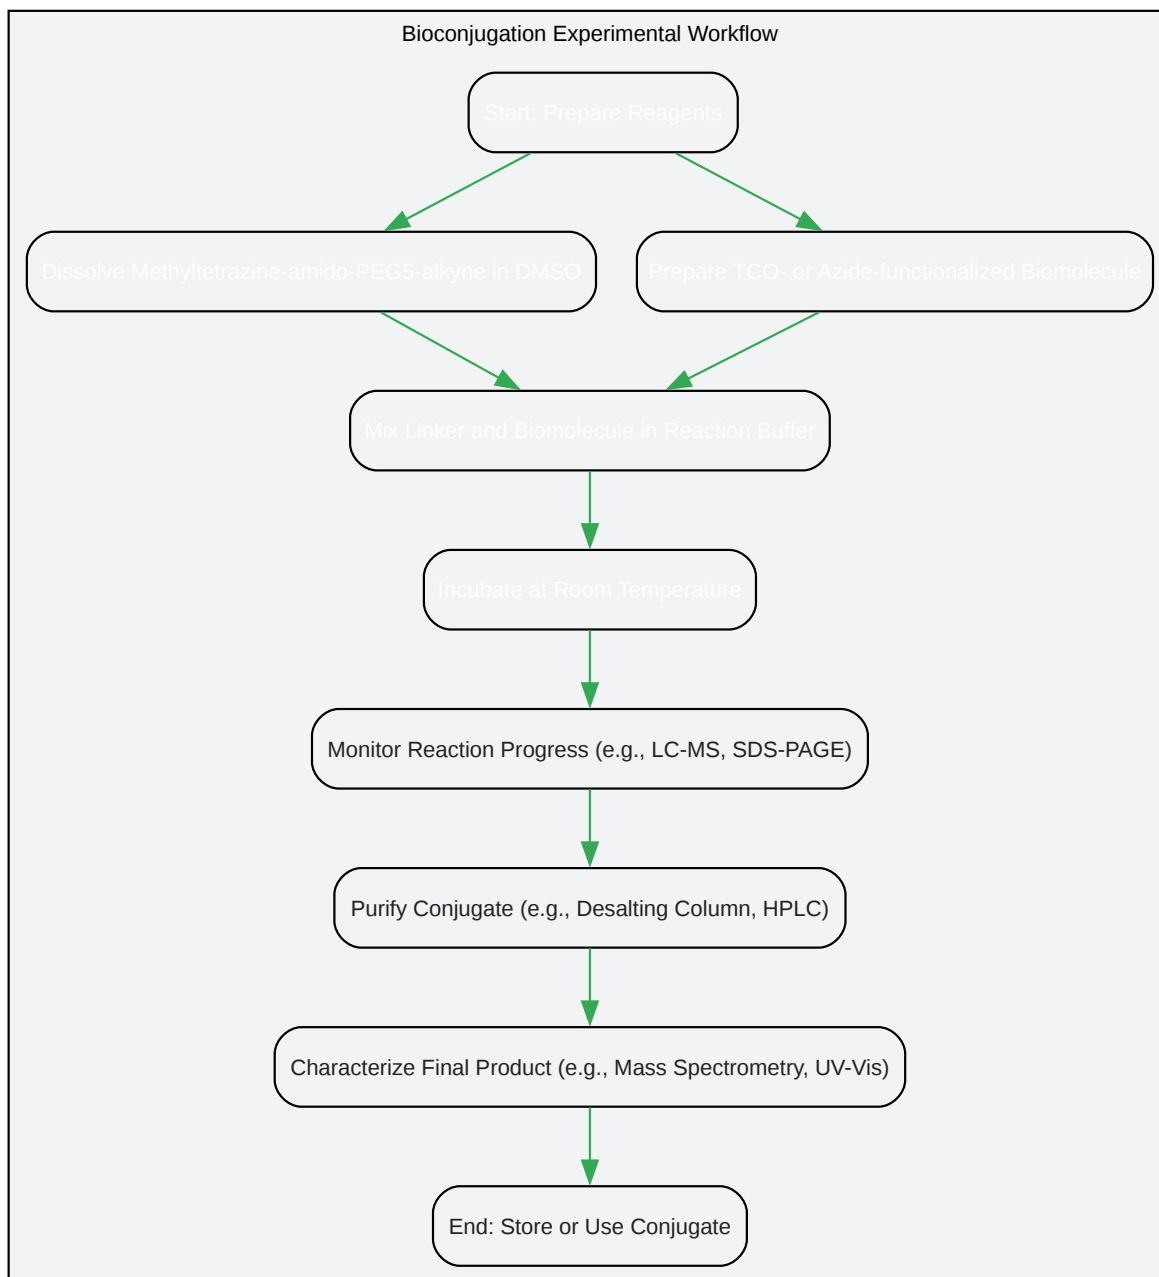 Bioconjugation Experimental Workflow
Start: Prepare Reagents
Dissolve Methyltetrazine-amido-PEG5-alkyne in DMSO
Prepare TCO- or Azide-functionalized Biomolecule
Mix Linker and Biomolecule in Reaction Buffer
Incubate at Room Temperature
Monitor Reaction Progress (e.g., LC-MS, SDS-PAGE)
Purify Conjugate (e.g., Desalting Column, HPLC)
Characterize Final Product (e.g., Mass Spectrometry, UV-Vis)
End: Store or Use Conjugate